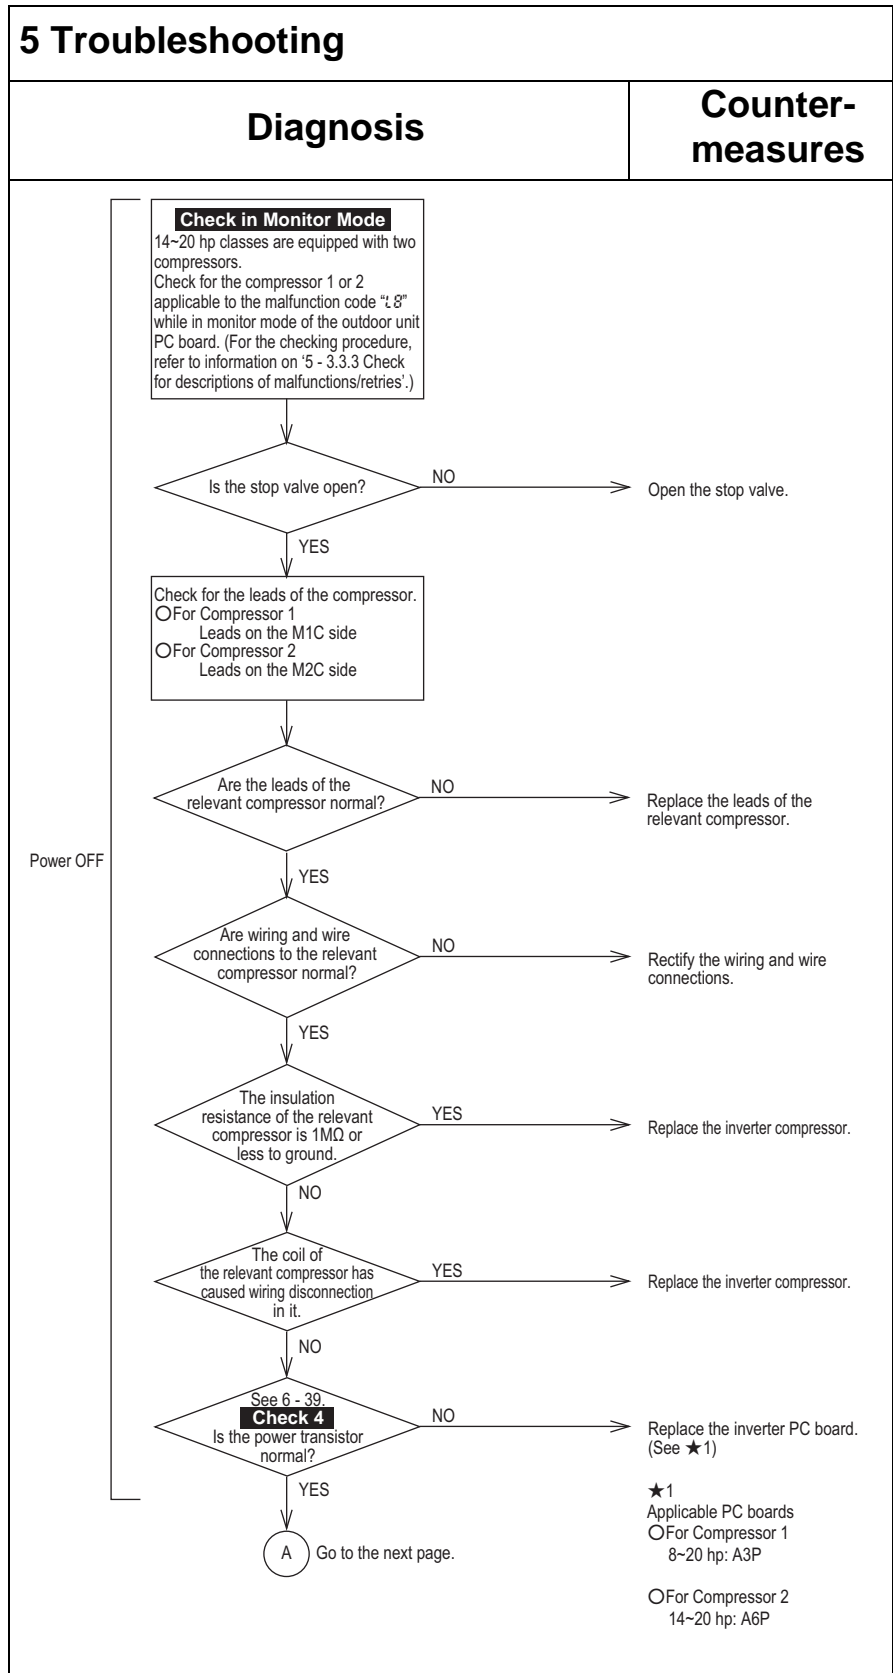 5 Troubleshooting
Diagnosis
Counter-
measures
Check in Monitor Mode
14~20 hp classes are equipped with two
compressors.
Check for the compressor 1 or 2
applicable to the malfunction code “L8”
while in monitor mode of the outdoor unit
PC board. (For the checking procedure,
refer to information on ‘5 - 3.3.3 Check
for descriptions of malfunctions/retries’.)
Is the stop valve open?
NO
Open the stop valve.
YES
Check for the leads of the compressor.
○For Compressor 1
Leads on the M1C side
○For Compressor 2
Leads on the M2C side
Are the leads of the
relevant compressor normal?
NO
Replace the leads of the
relevant compressor.
Power OFF
YES
Are wiring and wire
connections to the relevant
compressor normal?
NO
Rectify the wiring and wire
connections.
YES
The insulation
resistance of the relevant
compressor is 1MΩ or
less to ground.
YES
Replace the inverter compressor.
NO
The coil of
the relevant compressor has
caused wiring disconnection
in it.
YES
Replace the inverter compressor.
NO
See 6 - 39.
Check 4
Is the power transistor
normal?
NO
Replace the inverter PC board.
(See ★1)
YES
★1
Applicable PC boards
○For Compressor 1
8~20 hp: A3P
A
Go to the next page.
○For Compressor 2
14~20 hp: A6P